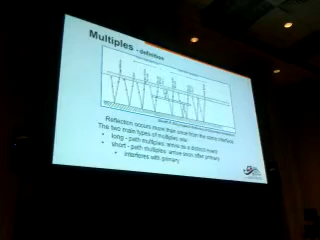 Multiples - definition
Reflection occurs more than once from the same interface
The two main types of multiples are:
• long - path multiples: arrive as a distinct event
• short - path multiples: arrive soon after primary
• interferes with primary